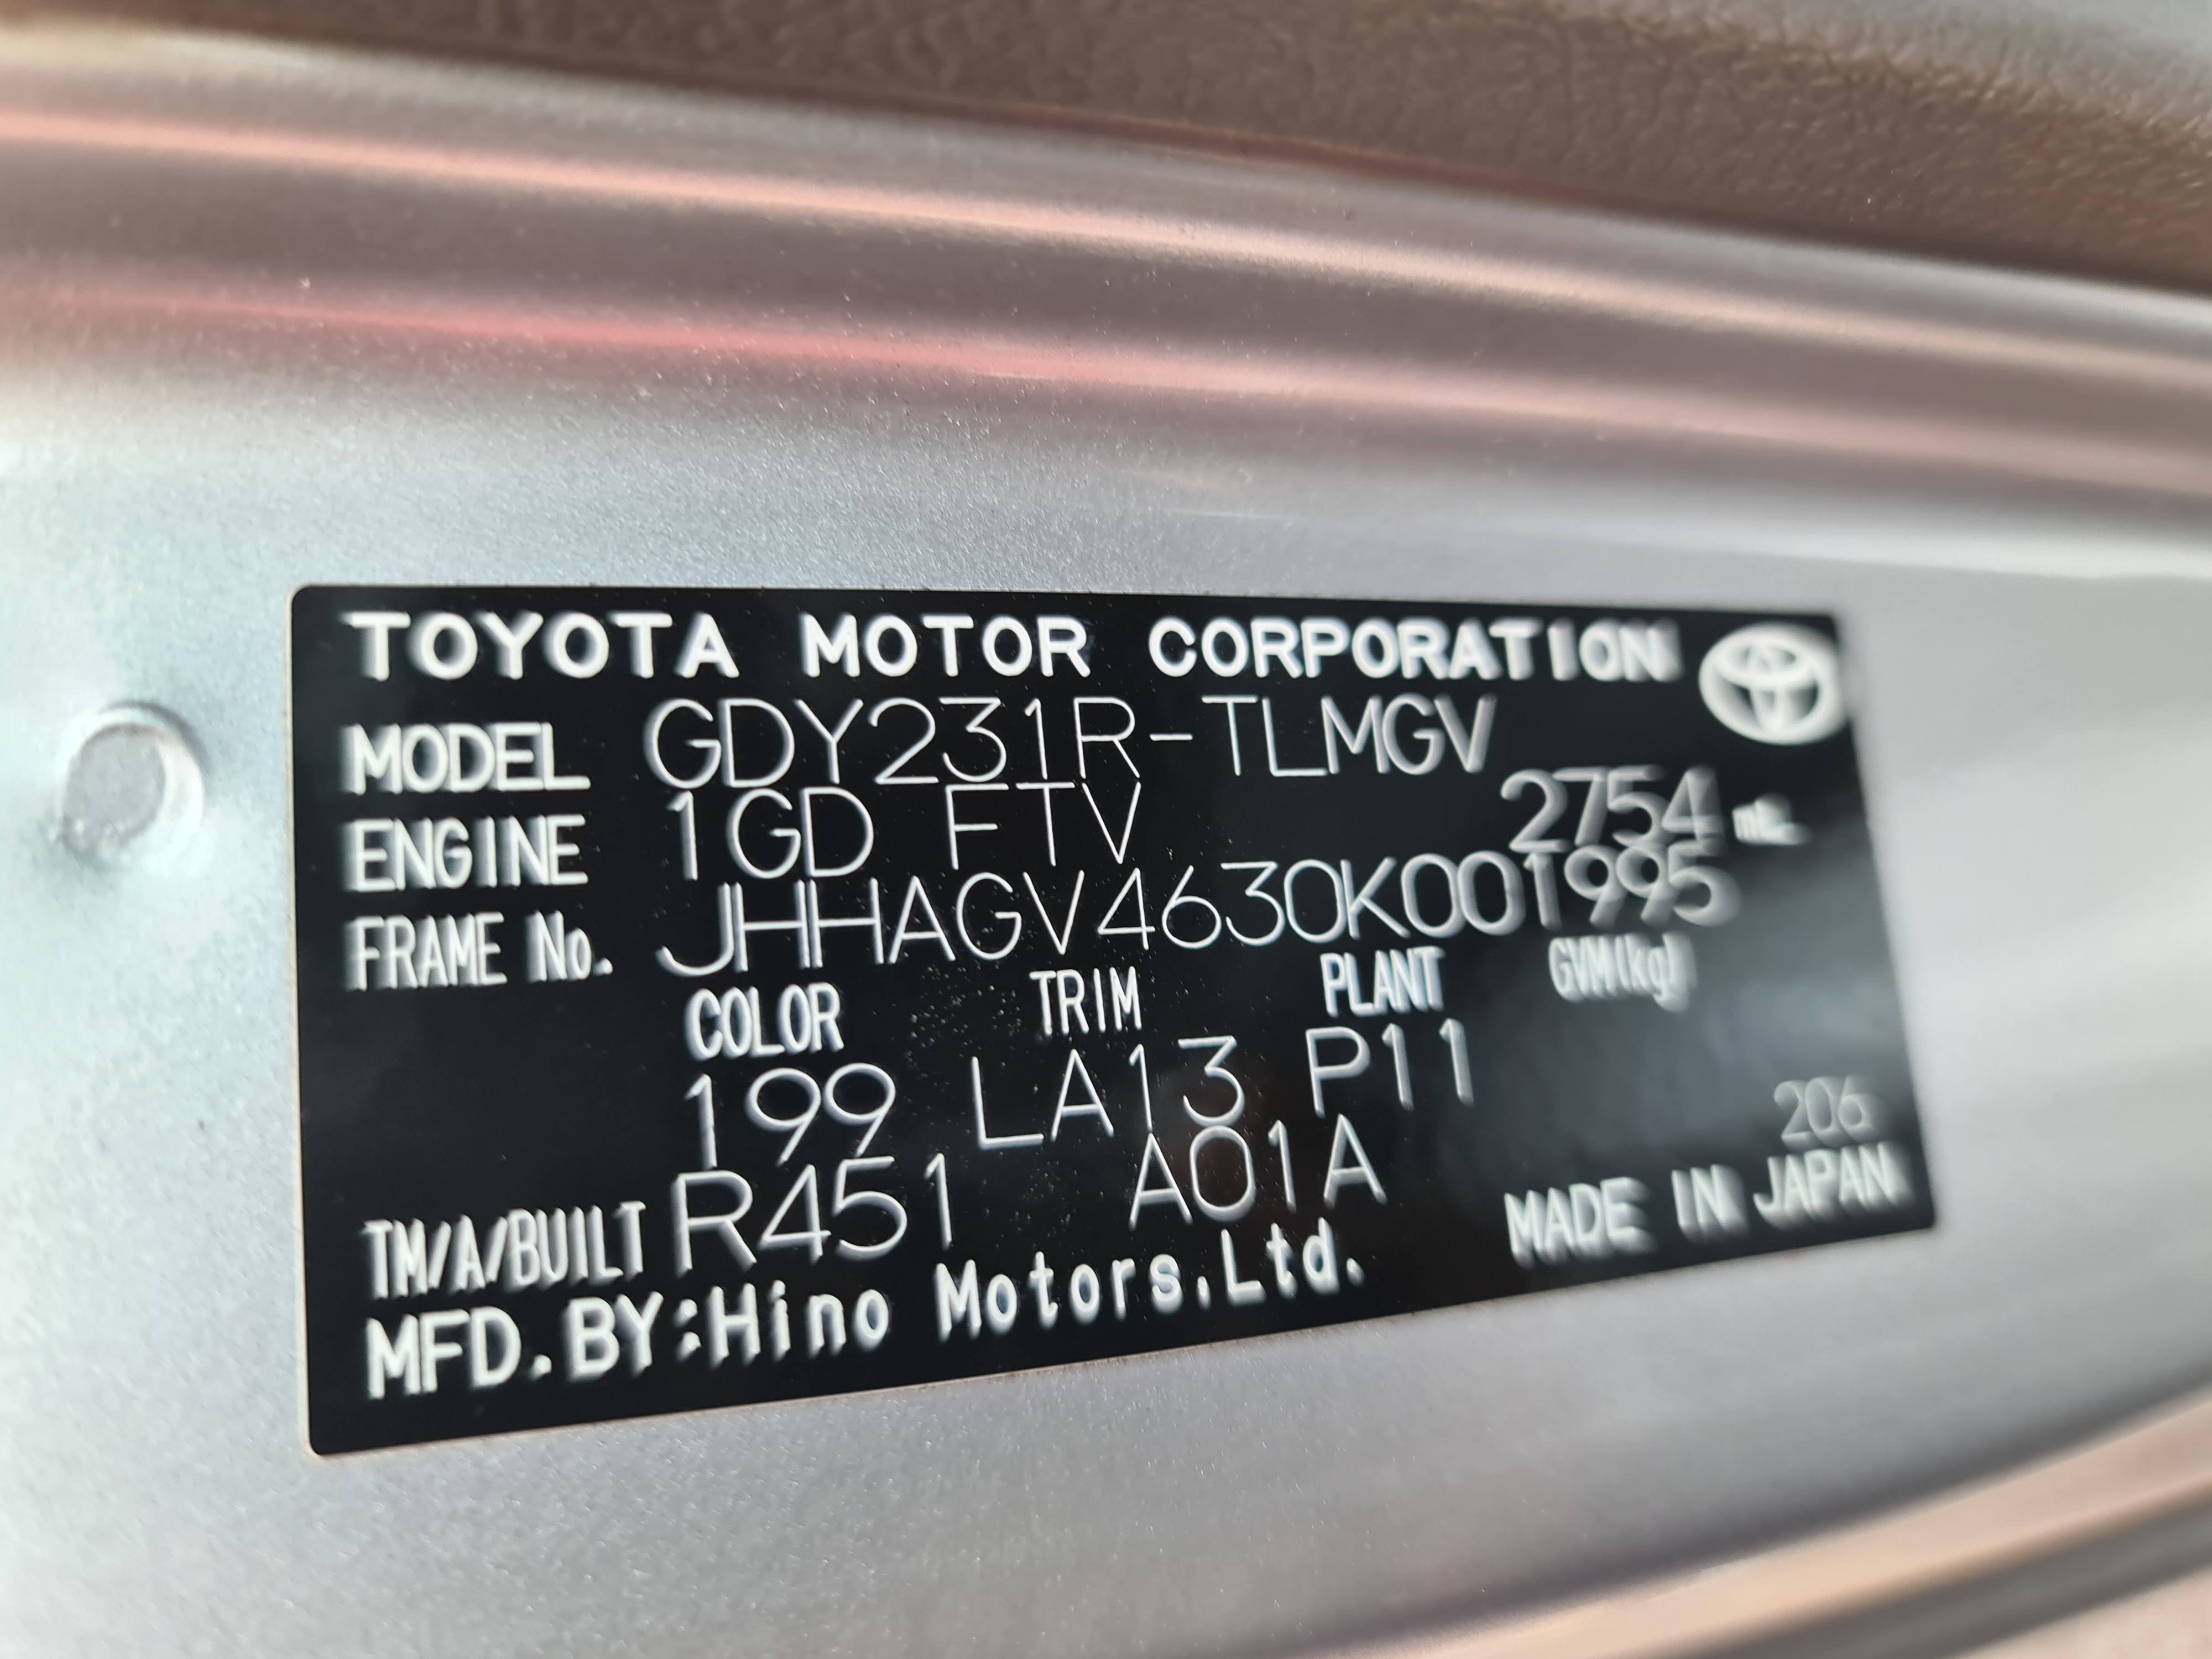 TOYOTA MOTOR CORPORATION
MODEL GDY231R-TLMGV
ENGINE 1GD FTV 2754 mL
FRAME No. JHHAGV4630K001995
COLOR TRIM PLANT GVM(kg)
199 LA13 P11
206
TM/A/BUILT R451 A01A
MADE IN JAPAN
MFD.BY:Hino Motors.Ltd.